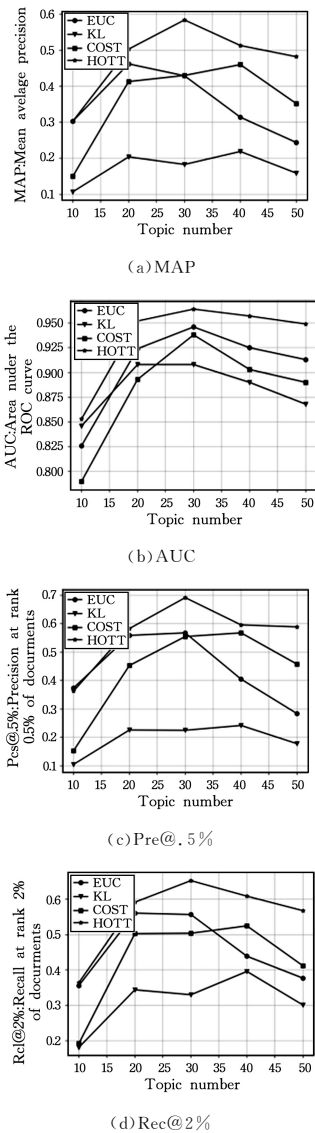 MAP:Mean avelage precision
0.6
0.5
0.4
0.3
0.2
0.1
EUC
KL
COST
HOTT
10 15 20 25 30 35 40 45 50
Topic number
(a)MAP
AUC:Area nuder the
ROC curve
0.950
0.925
0.900
0.875
0.850
0.825
0.800
EUC
KL
COST
HOTT
10 15 20 25 30 35 40 45 50
Topic number
(b)AUC
Pcs@.5%:Precision at rank
0.5% of docurments
0.7
0.6
0.5
0.4
0.3
0.2
0.1
EUC
KL
COST
HOTT
10 15 20 25 30 35 40 45 50
Topic number
(c)Pre@.5%
Rcl@2%:Recall at rank 2%
of docurments
0.6
0.5
0.4
0.3
0.2
EUC
KL
COST
HOTT
10 15 20 25 30 35 40 45 50
Topic number
(d)Rec@2%